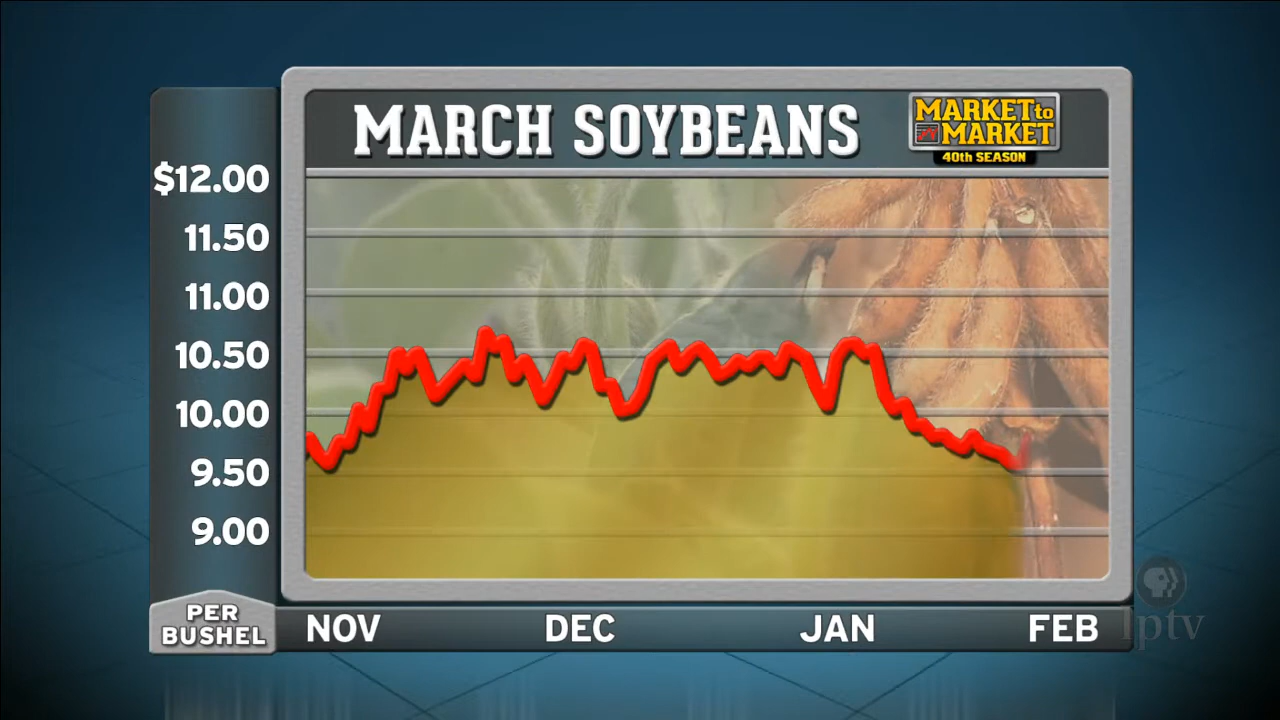 MARCH SOYBEANS
MARKET to
MARKET
40th SEASON
$12.00
11.50
11.00
10.50
10.00
9.50
9.00
PER
BUSHEL
NOV DEC JAN FEB
iptv